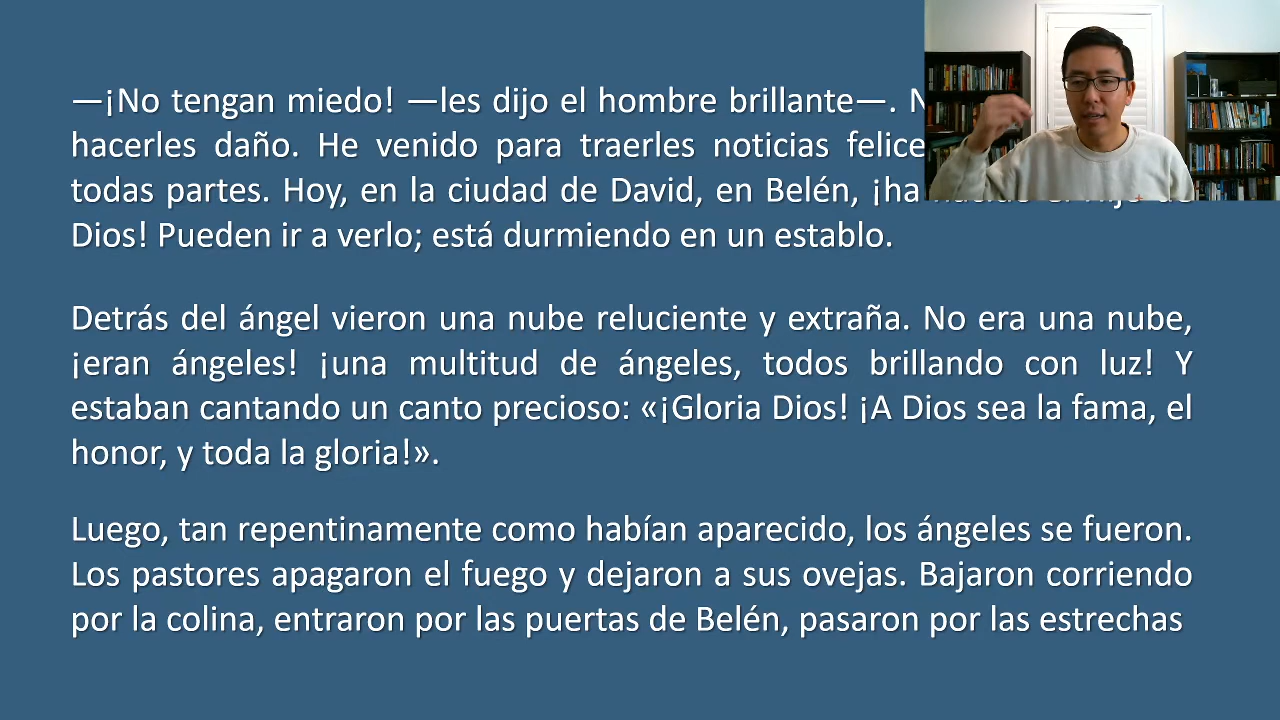 —¡No tengan miedo! —les dijo el hombre brillante—.
hacerles daño. He venido para traerles noticias
todas partes. Hoy, en la ciudad de David, en Belén, ¡ha
Dios! Pueden ir a verlo; está durmiendo en un establo.
Detrás del ángel vieron una nube reluciente y extraña. No era una nube,
¡eran ángeles! ¡una multitud de ángeles, todos brillando con luz! Y
estaban cantando un canto precioso: «¡Gloria Dios! ¡A Dios sea la fama, el
honor, y toda la gloria!».
Luego, tan repentinamente como habían aparecido, los ángeles se fueron.
Los pastores apagaron el fuego y dejaron a sus ovejas. Bajaron corriendo
por la colina, entraron por las puertas de Belén, pasaron por las estrechas